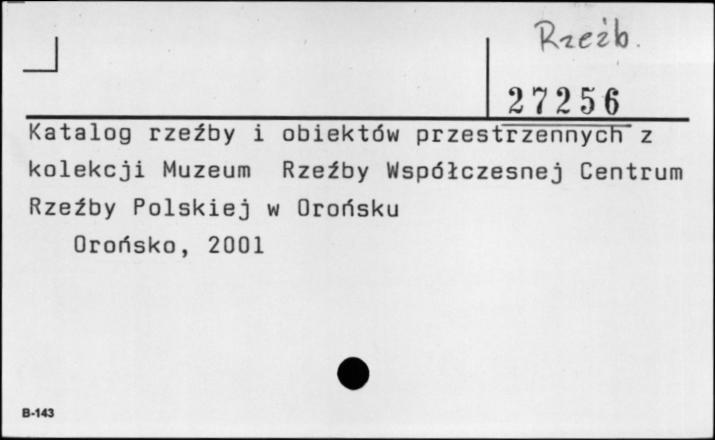 Rzeźb.
27256
Katalog rzeźby i obiektów przestrzennych z
kolekcji Muzeum Rzeźby Współczesnej Centrum
Rzeźby Polskiej w Orońsku
Orońsko, 2001
B-143